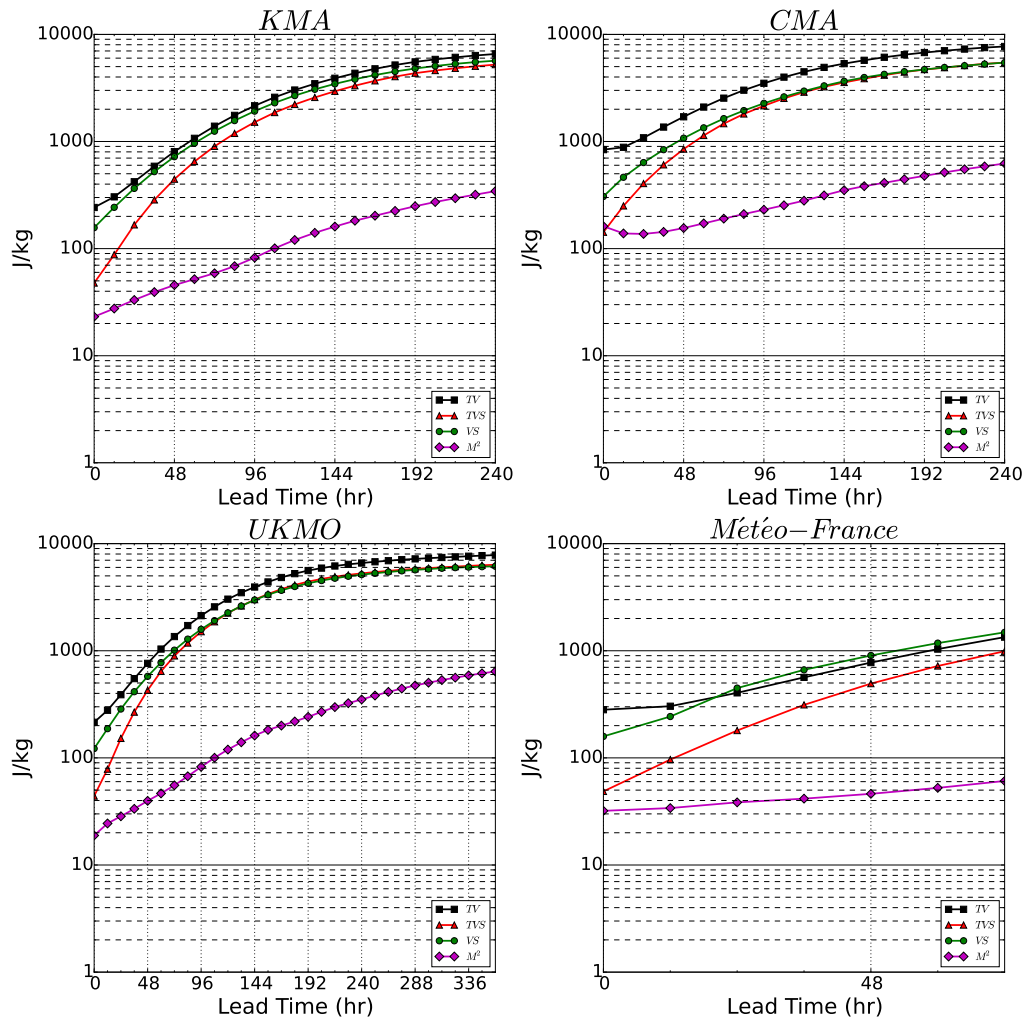 KMA
10000
1000
100
10
1
J/kg
0 48 96 144 192 240
Lead Time (hr)
TV
TVS
VS
M²
CMA
10000
1000
100
10
1
J/kg
0 48 96 144 192 240
Lead Time (hr)
TV
TVS
VS
M²
UKMO
10000
1000
100
10
1
J/kg
0 48 96 144 192 240 288 336
Lead Time (hr)
TV
TVS
VS
M²
Météo−France
10000
1000
100
10
1
J/kg
0 48
Lead Time (hr)
TV
TVS
VS
M²